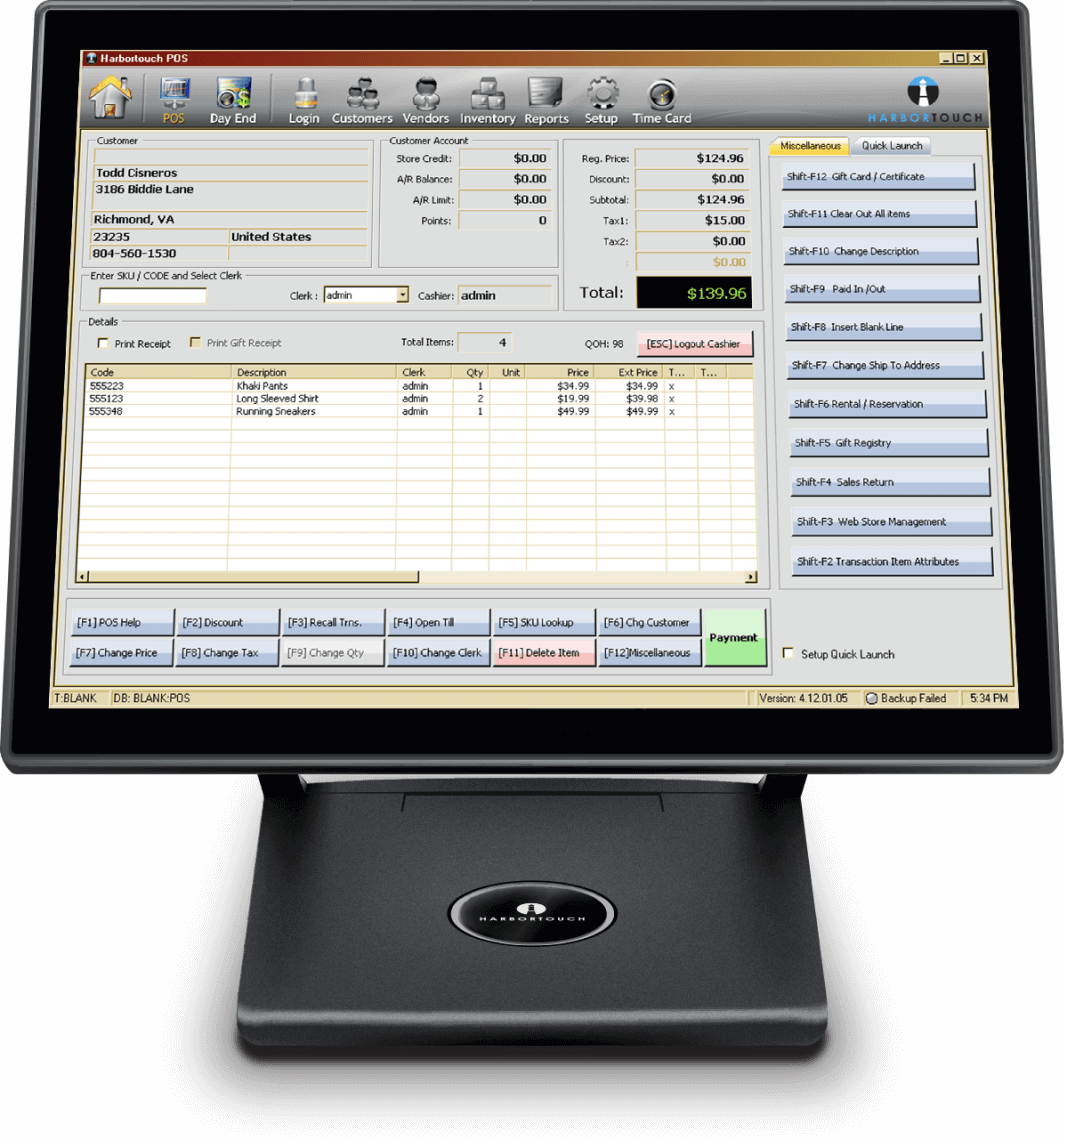 Harbortouch POS
POS Day End Login Customers Vendors Inventory Reports Setup Time Card
HARBORTOUCH
Customer
Todd Cisneros
3186 Biddie Lane
Richmond, VA
23235 United States
804-560-1530
Customer Account
Store Credit: $0.00
A/R Balance: $0.00
A/R Limit: $0.00
Points: 0
Reg. Price: $124.96
Discount: $0.00
Subtotal: $124.96
Tax1: $15.00
Tax2: $0.00
: $0.00
Total: $139.96
Enter SKU / CODE and Select Clerk
Clerk : admin Cashier: admin
Details
Print Receipt Print Gift Receipt Total Items: 4 QOH: 98 [ESC] Logout Cashier
Code Description Clerk Qty Unit Price Ext Price T... T...
555223 Khaki Pants admin 1 $34.99 $34.99 x
555123 Long Sleeved Shirt admin 2 $19.99 $39.98 x
555348 Running Sneakers admin 1 $49.99 $49.99 x
Miscellaneous Quick Launch
Shift-F12 Gift Card / Certificate
Shift-F11 Clear Out All items
Shift-F10 Change Description
Shift-F9 Paid In /Out
Shift-F8 Insert Blank Line
Shift-F7 Change Ship To Address
Shift-F6 Rental / Reservation
Shift-F5 Gift Registry
Shift-F4 Sales Return
Shift-F3 Web Store Management
Shift-F2 Transaction Item Attributes
[F1] POS Help [F2] Discount [F3] Recall Trns. [F4] Open Till [F5] SKU Lookup [F6] Chg Customer
[F7] Change Price [F8] Change Tax [F9] Change Qty [F10] Change Clerk [F11] Delete Item [F12]Miscellaneous
Payment
Setup Quick Launch
T:BLANK DB: BLANK:POS Version: 4.12.01.05 Backup Failed 5:34 PM
HARBORTOUCH